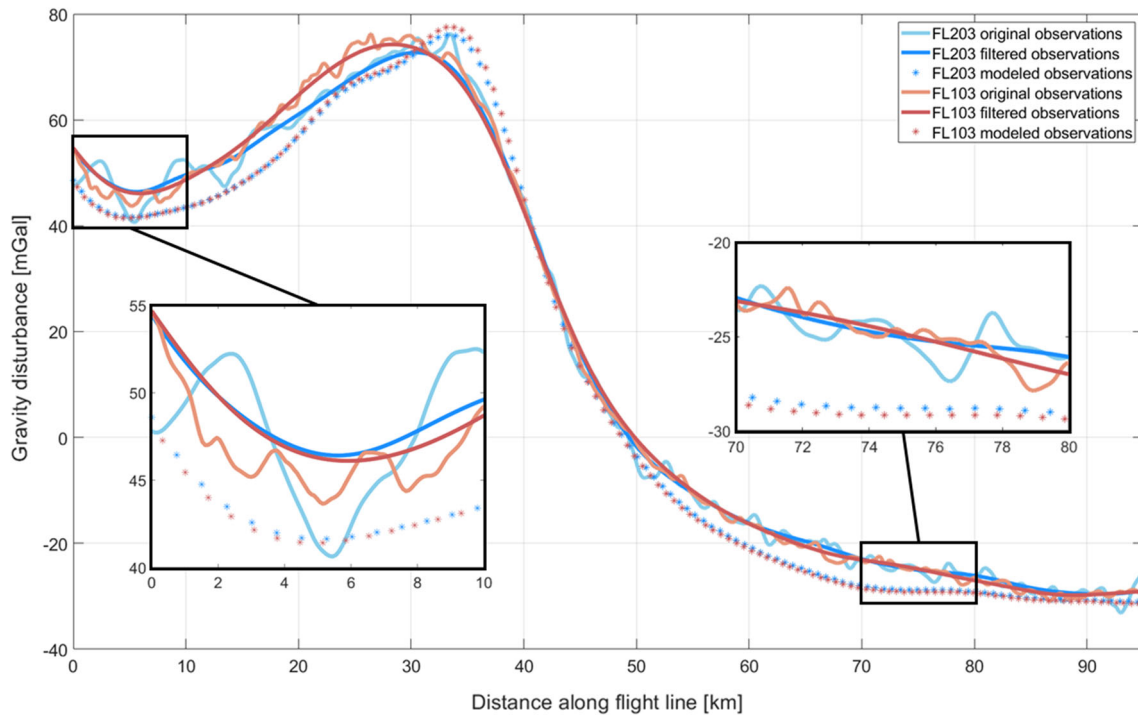 80
60
40
20
0
-20
-40
Gravity disturbance [mGal]
0 10 20 30 40 50 60 70 80 90
Distance along flight line [km]
FL203 original observations
FL203 filtered observations
FL203 modeled observations
FL103 original observations
FL103 filtered observations
FL103 modeled observations
55
50
45
40
0 2 4 6 8 10
-20
-25
-30
70 72 74 76 78 80